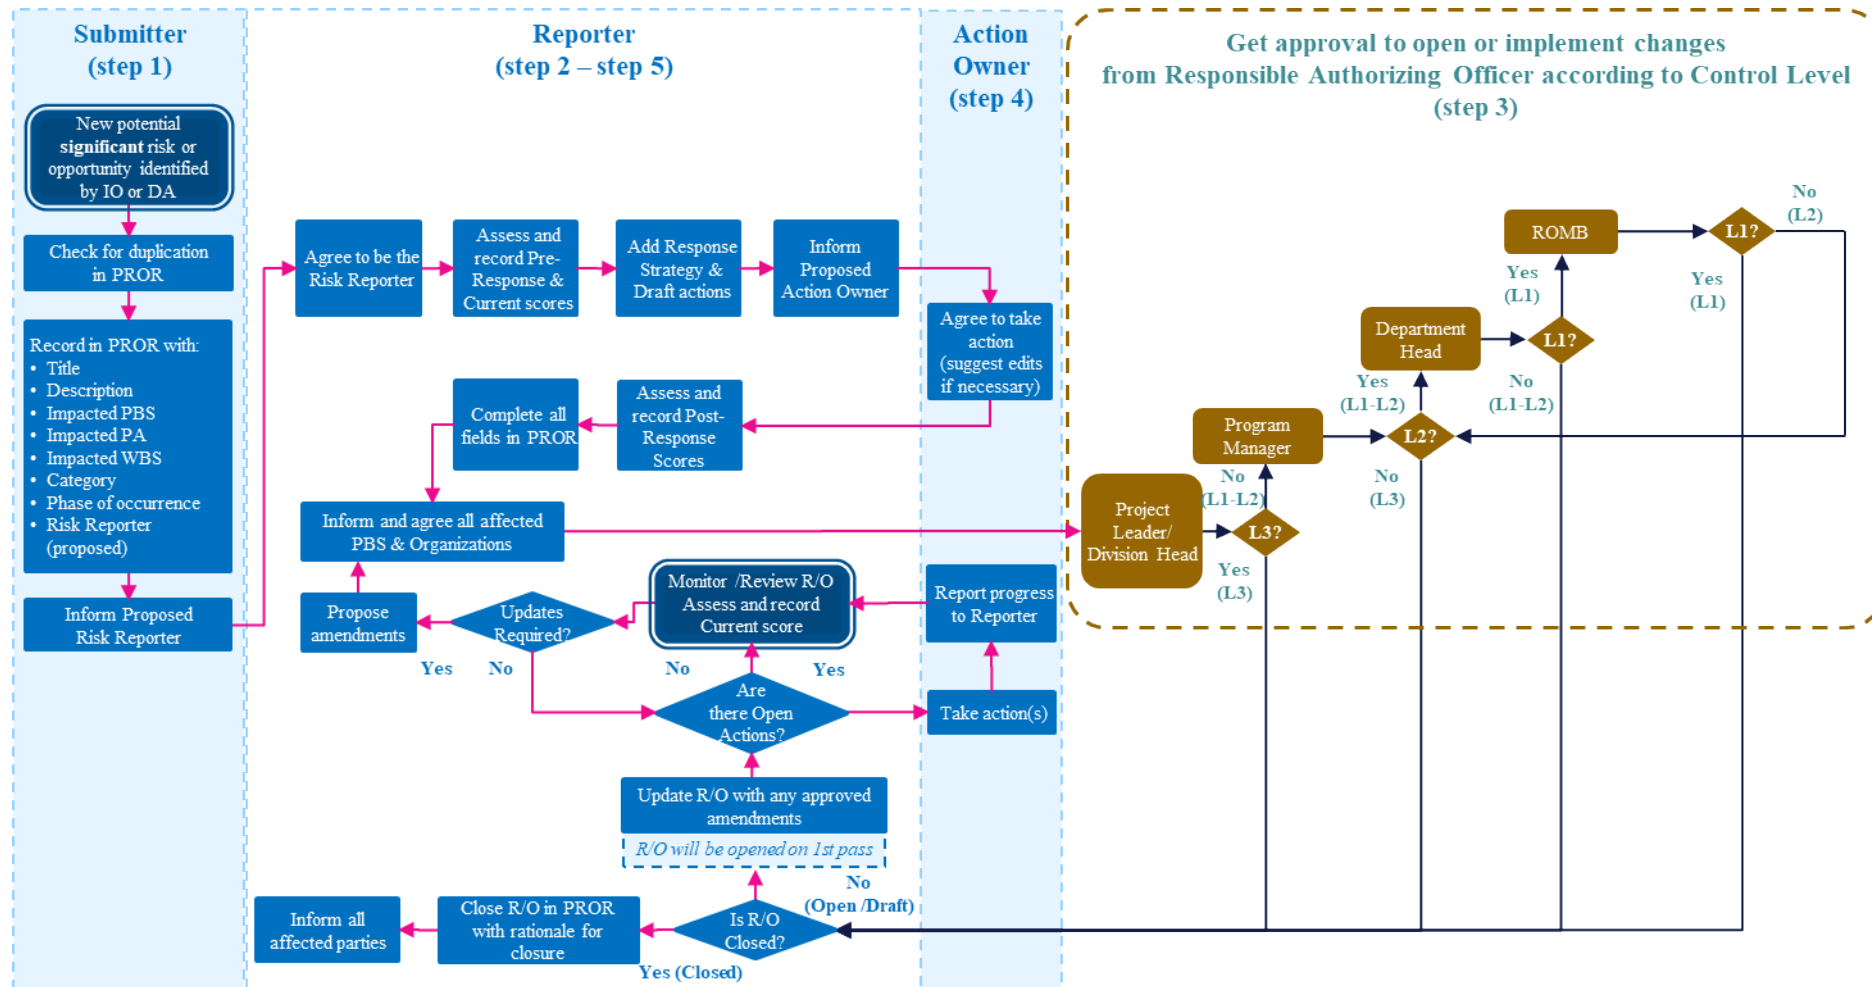 Submitter
(step 1)
New potential
significant risk or
opportunity identified
by IO or DA
Check for duplication
in PROR
Record in PROR with:
• Title
• Description
• Impacted PBS
• Impacted PA
• Impacted WBS
• Category
• Phase of occurrence
• Risk Reporter
(proposed)
Inform Proposed
Risk Reporter
Reporter
(step 2 – step 5)
Agree to be the
Risk Reporter
Assess and
record Pre-
Response &
Current scores
Add Response
Strategy &
Draft actions
Inform
Proposed
Action Owner
Complete all
fields in PROR
Assess and
record Post-
Response
Scores
Inform and agree all affected
PBS & Organizations
Propose
amendments
Updates
Required?
Yes
No
Monitor /Review R/O
Assess and record
Current score
No
Yes
Are
there Open
Actions?
Update R/O with any approved
amendments
R/O will be opened on 1st pass
No
(Open /Draft)
Is R/O
Closed?
Yes (Closed)
Close R/O in PROR
with rationale for
closure
Inform all
affected parties
Action
Owner
(step 4)
Agree to take
action
(suggest edits
if necessary)
Report progress
to Reporter
Take action(s)
Get approval to open or implement changes
from Responsible Authorizing Officer according to Control Level
(step 3)
ROMB
L1?
No
(L2)
Yes
(L1)
Yes
(L1)
Department
Head
L1?
No
(L1-L2)
Yes
(L1-L2)
Program
Manager
L2?
No
(L3)
No
(L1-L2)
Project
Leader/
Division Head
L3?
Yes
(L3)